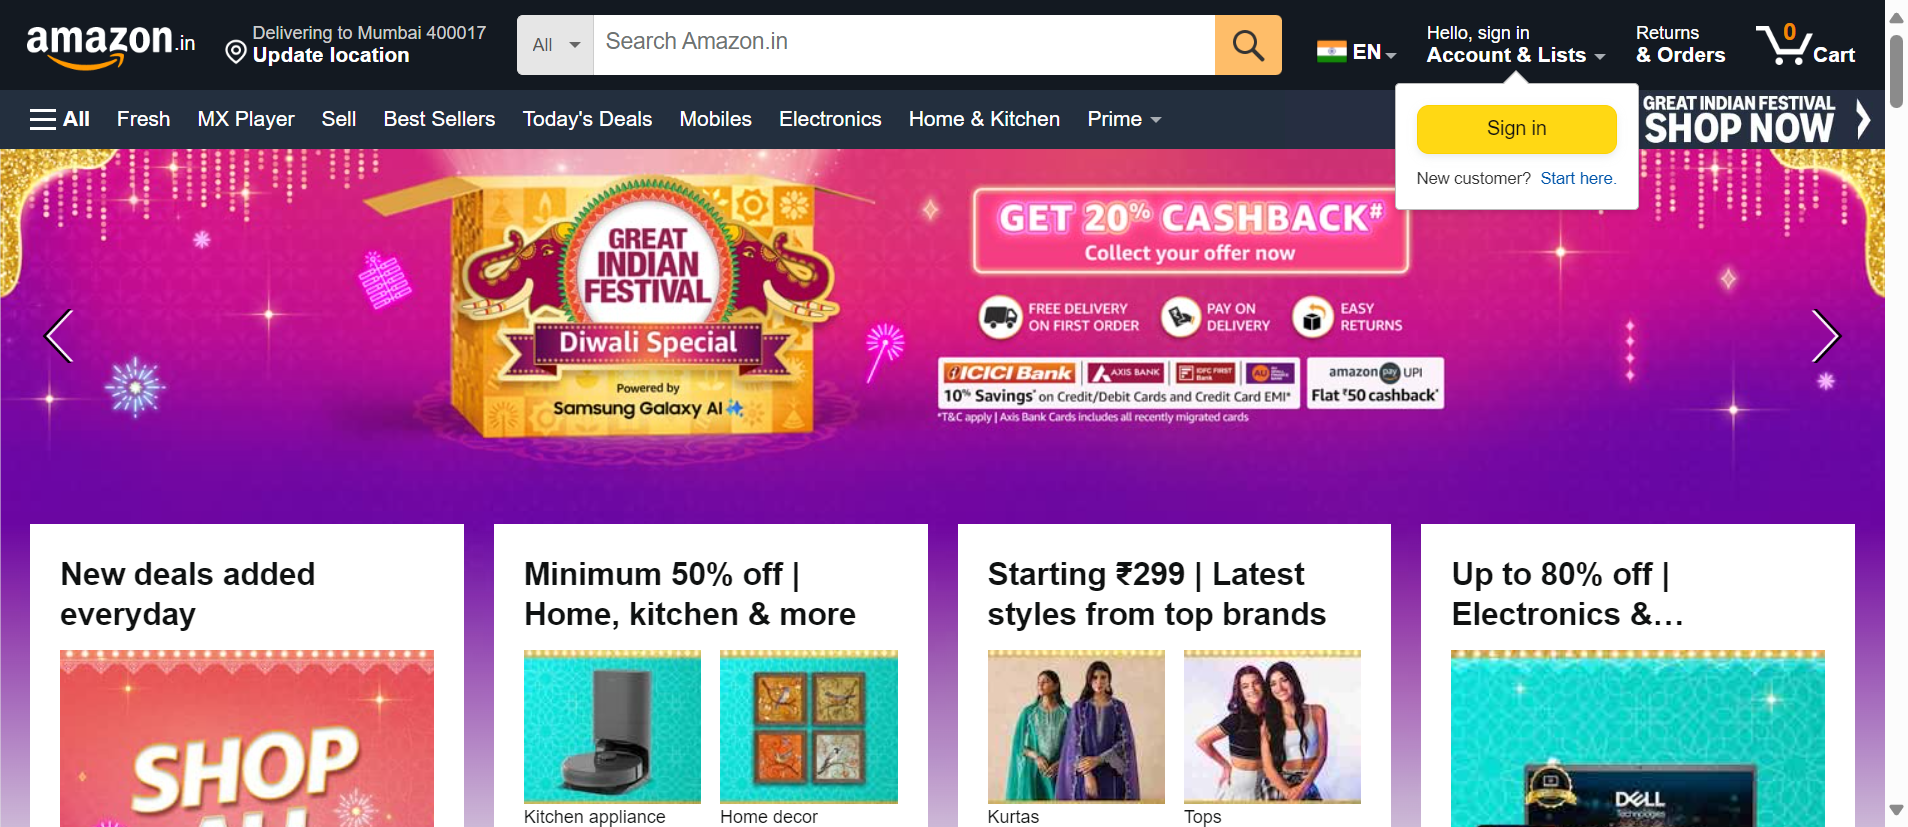 amazon.in
Delivering to Mumbai 400017
Update location
All
Search Amazon.in
EN
Hello, sign in
Account & Lists
Returns
& Orders
0
Cart
All
Fresh
MX Player
Sell
Best Sellers
Today's Deals
Mobiles
Electronics
Home & Kitchen
Prime
Sign in
New customer? Start here.
GREAT INDIAN FESTIVAL
SHOP NOW
GREAT
INDIAN
FESTIVAL
Diwali Special
Powered by
Samsung Galaxy AI
GET 20% CASHBACK#
Collect your offer now
FREE DELIVERY
ON FIRST ORDER
PAY ON
DELIVERY
EASY
RETURNS
ICICI Bank
AXIS BANK
IDFC FIRST
Bank
AU
amazon pay UPI
10% Savings* on Credit/Debit Cards and Credit Card EMI*
Flat ₹50 cashback*
*T&C apply | Axis Bank Cards includes all recently migrated cards
New deals added
everyday
SHOP
ALL
Minimum 50% off |
Home, kitchen & more
Kitchen appliance
Home decor
Starting ₹299 | Latest
styles from top brands
Kurtas
Tops
Up to 80% off |
Electronics &…
DELL
Technologies